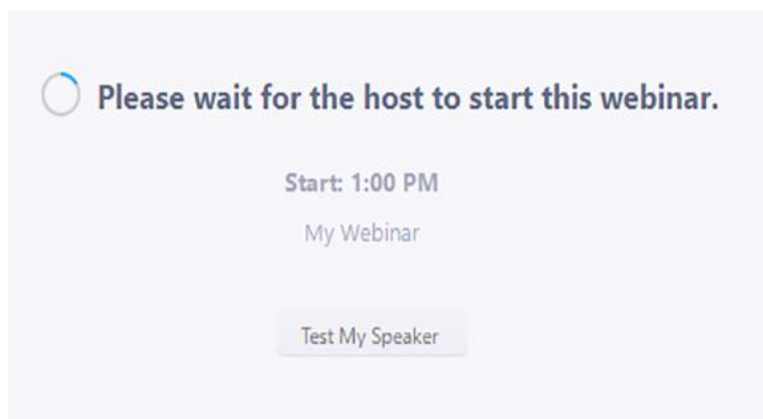 Please wait for the host to start this webinar.
Start: 1:00 PM
My Webinar
Test My Speaker